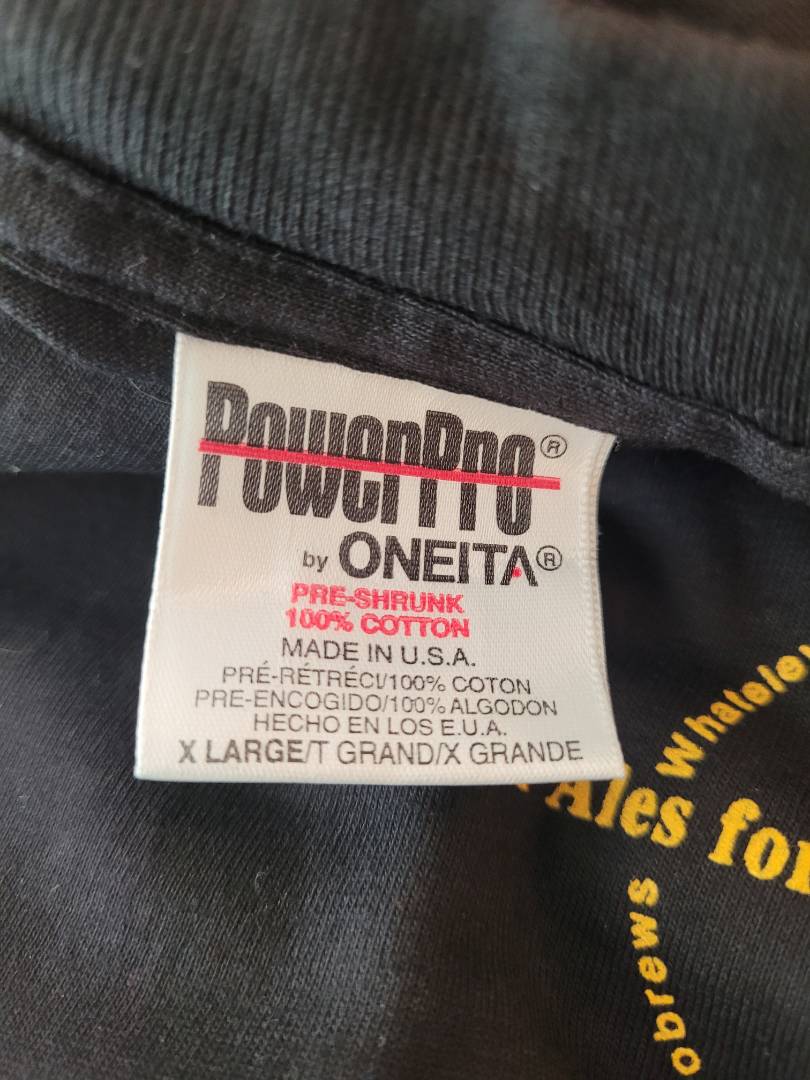 PowerPro®
by ONEITA®
PRE-SHRUNK
100% COTTON
MADE IN U.S.A.
PRÉ-RÉTRÉCI/100% COTON
PRE-ENCOGIDO/100% ALGODON
HECHO EN LOS E.U.A.
X LARGE/T GRAND/X GRANDE
Whatele
Ales for
obrews